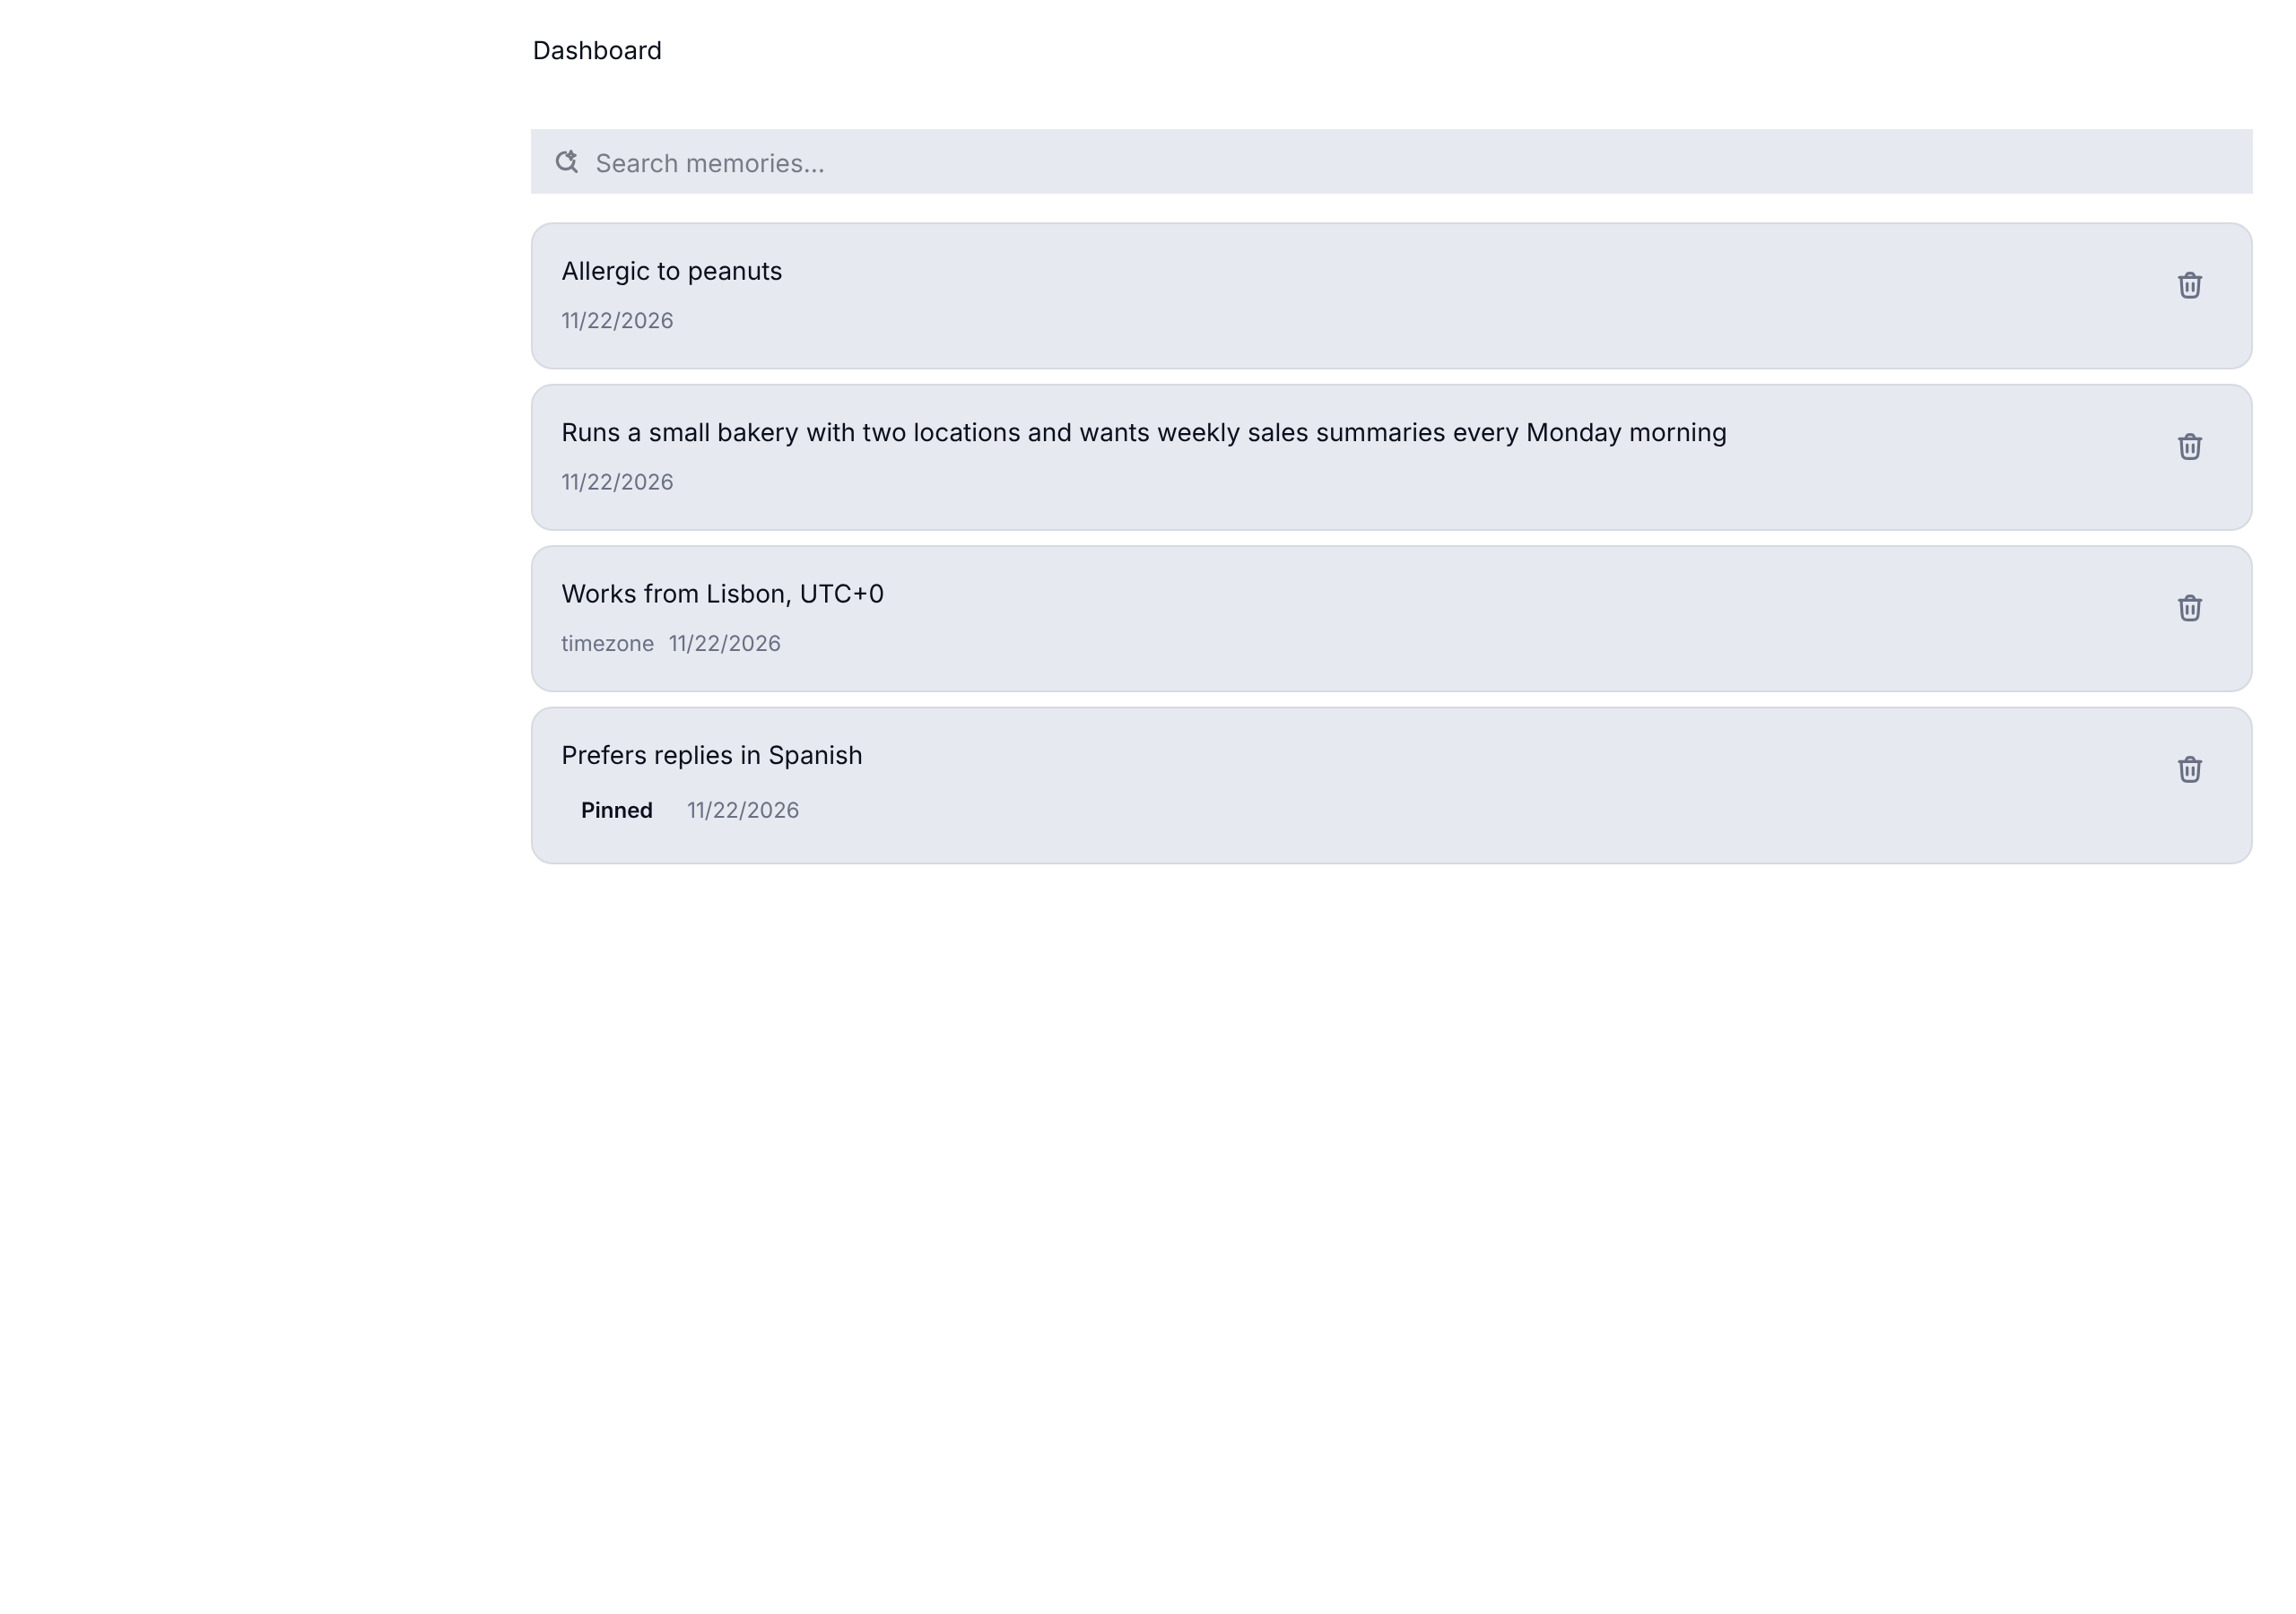 Dashboard
Search memories...
Allergic to peanuts
11/22/2026
Runs a small bakery with two locations and wants weekly sales summaries every Monday morning
11/22/2026
Works from Lisbon, UTC+0
timezone 11/22/2026
Prefers replies in Spanish
Pinned 11/22/2026